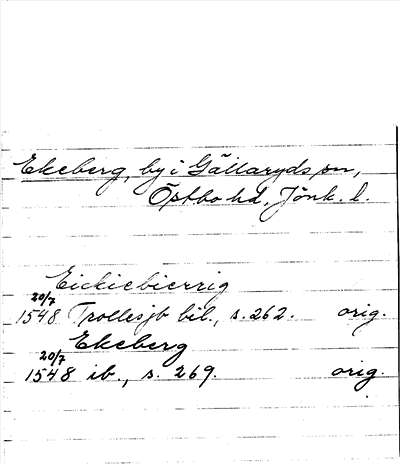 Ekeberg, by i Gällaryds sn,
Östbo hd, Jönk. l.
Eickiebierrig
20/7
1548 Trollesjb bil., s. 262. orig.
Ekeberg
20/7
1548 ib., s. 269. orig.